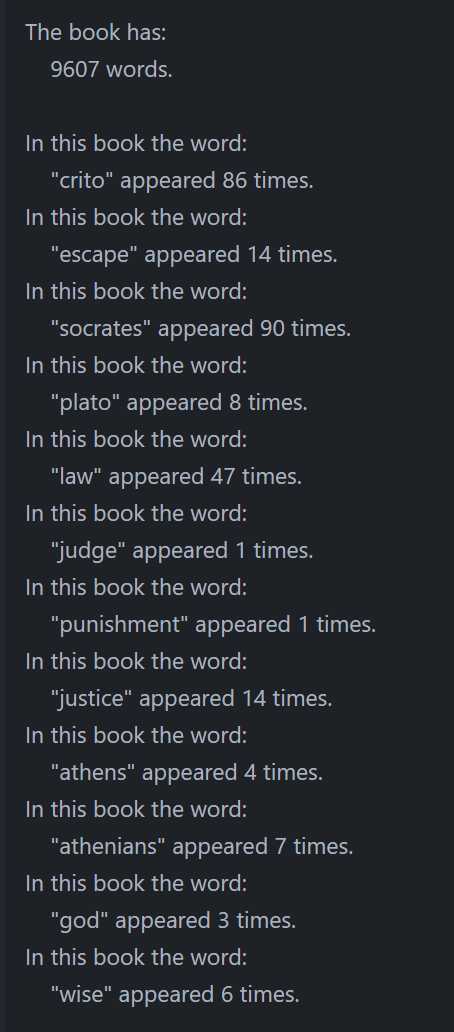 The book has:
9607 words.
In this book the word:
"crito" appeared 86 times.
In this book the word:
"escape" appeared 14 times.
In this book the word:
"socrates" appeared 90 times.
In this book the word:
"plato" appeared 8 times.
In this book the word:
"law" appeared 47 times.
In this book the word:
"judge" appeared 1 times.
In this book the word:
"punishment" appeared 1 times.
In this book the word:
"justice" appeared 14 times.
In this book the word:
"athens" appeared 4 times.
In this book the word:
"athenians" appeared 7 times.
In this book the word:
"god" appeared 3 times.
In this book the word:
"wise" appeared 6 times.